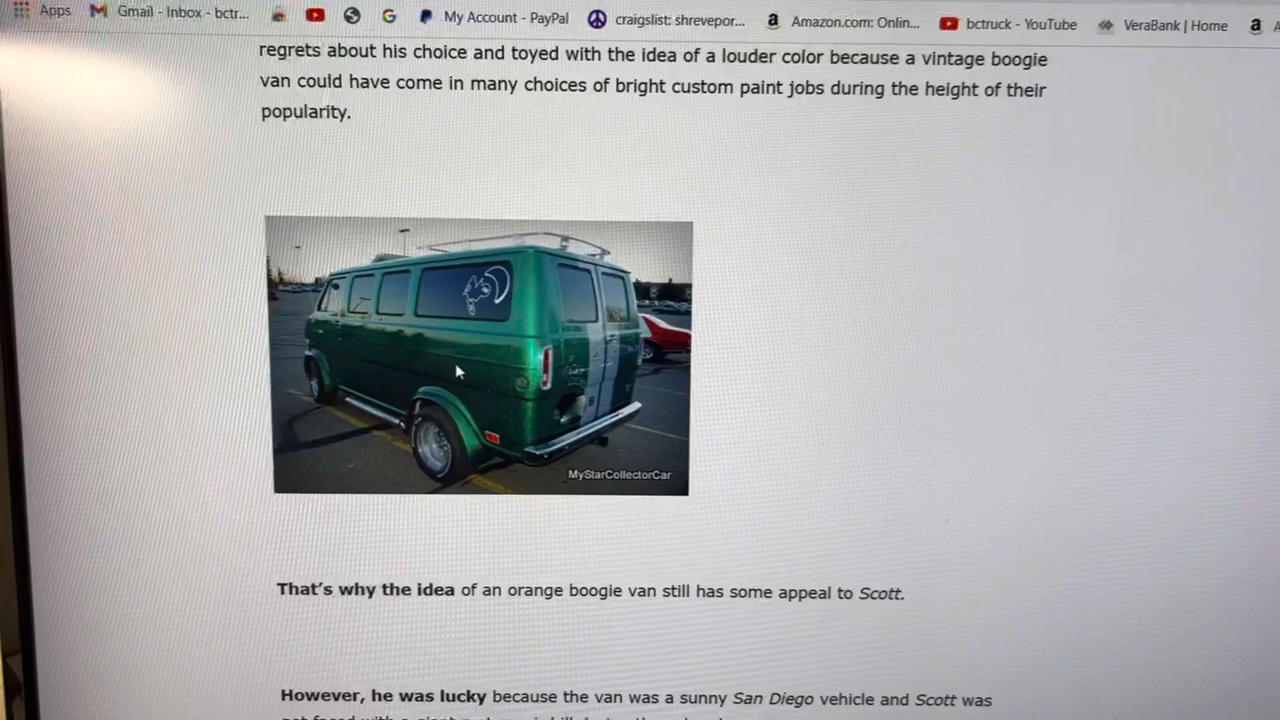 Apps Gmail - Inbox - bctr... My Account - PayPal craigslist: shrevepor... Amazon.com: Onlin... bctruck - YouTube VeraBank | Home
regrets about his choice and toyed with the idea of a louder color because a vintage boogie
van could have come in many choices of bright custom paint jobs during the height of their
popularity.
MyStarCollectorCar
That's why the idea of an orange boogie van still has some appeal to Scott.
However, he was lucky because the van was a sunny San Diego vehicle and Scott was